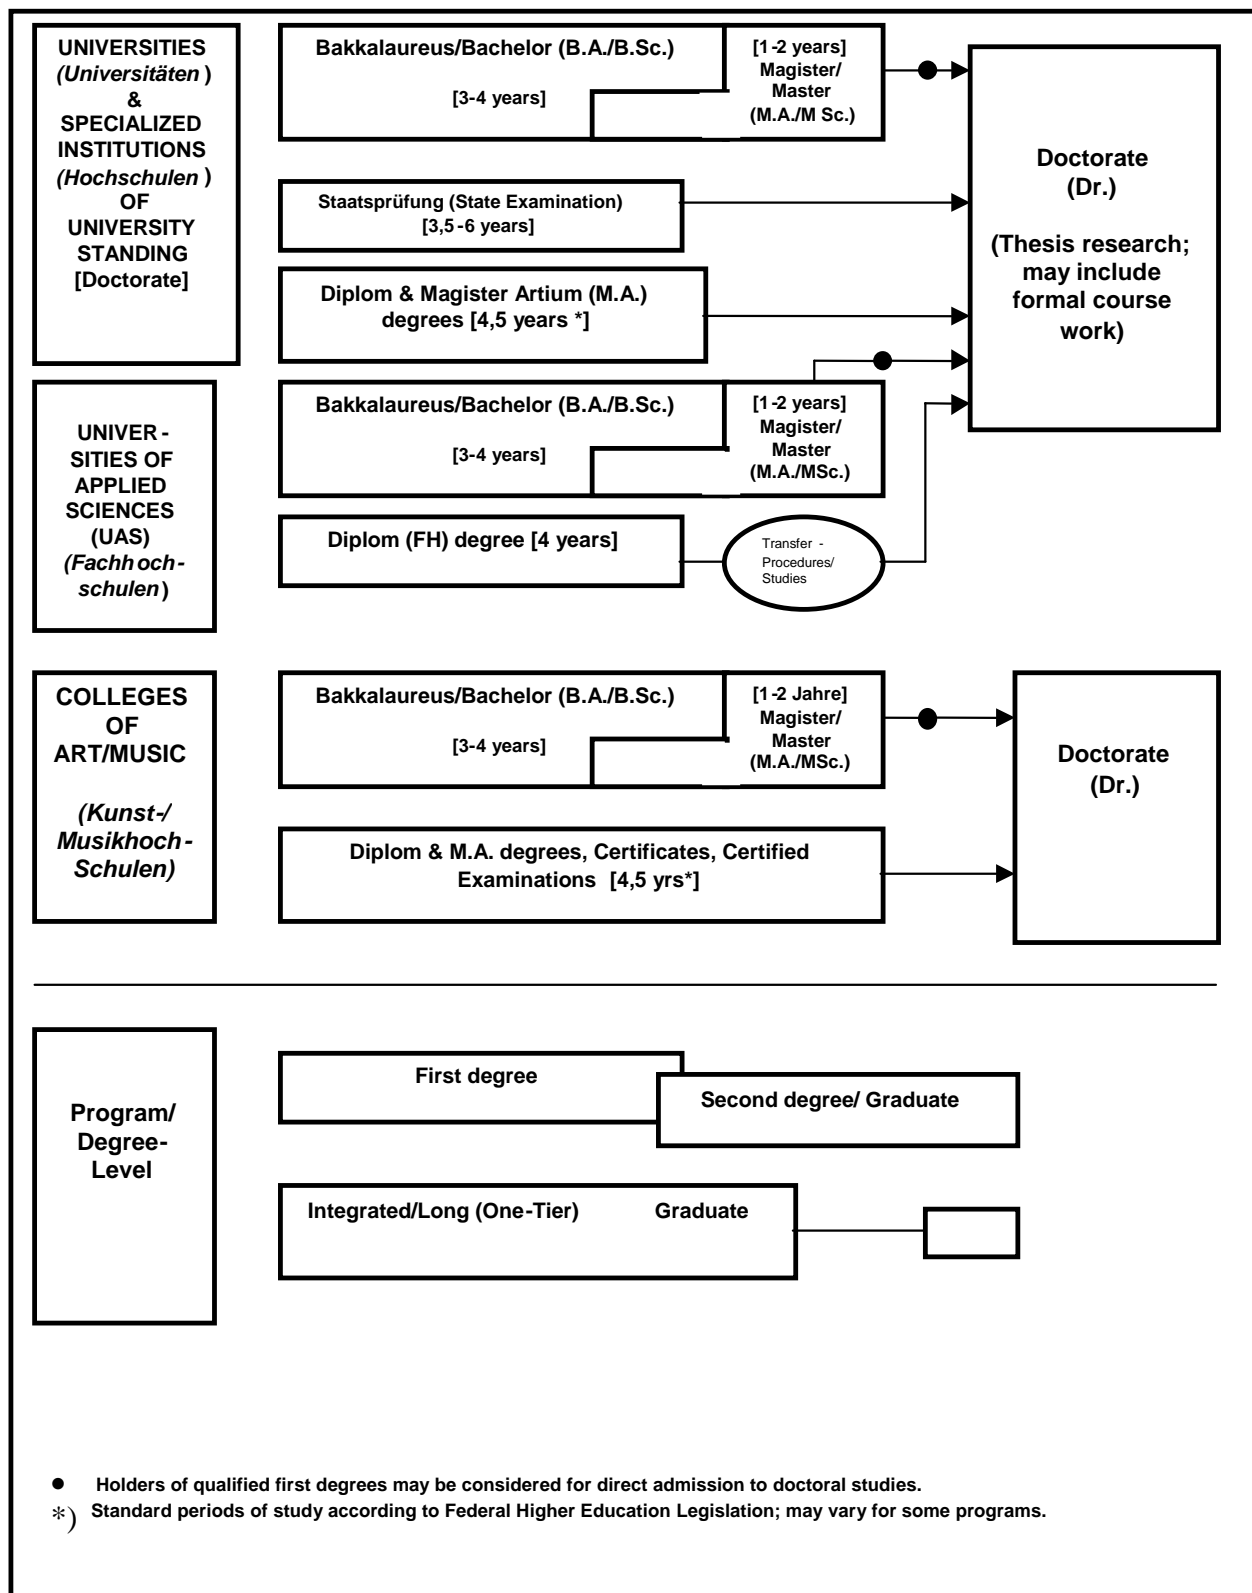 UNIVERSITIES
(Universitäten )
&
SPECIALIZED
INSTITUTIONS
(Hochschulen )
OF
UNIVERSITY
STANDING
[Doctorate]
Bakkalaureus/Bachelor (B.A./B.Sc.)
[3-4 years]
[1-2 years]
Magister/
Master
(M.A./M Sc.)
Staatsprüfung (State Examination)
[3,5-6 years]
Diplom & Magister Artium (M.A.)
degrees [4,5 years *]
Doctorate
(Dr.)
(Thesis research;
may include
formal course
work)
UNIVER -
SITIES OF
APPLIED
SCIENCES
(UAS)
(Fachhoch-
schulen)
Bakkalaureus/Bachelor (B.A./B.Sc.)
[3-4 years]
[1-2 years]
Magister/
Master
(M.A./MSc.)
Diplom (FH) degree [4 years]
Transfer -
Procedures/
Studies
COLLEGES
OF
ART/MUSIC
(Kunst-/
Musikhoch-
Schulen)
Bakkalaureus/Bachelor (B.A./B.Sc.)
[3-4 years]
[1-2 Jahre]
Magister/
Master
(M.A./MSc.)
Diplom & M.A. degrees, Certificates, Certified
Examinations [4,5 yrs*]
Doctorate
(Dr.)
Program/
Degree-
Level
First degree
Second degree/ Graduate
Integrated/Long (One-Tier) Graduate
● Holders of qualified first degrees may be considered for direct admission to doctoral studies.
*) Standard periods of study according to Federal Higher Education Legislation; may vary for some programs.